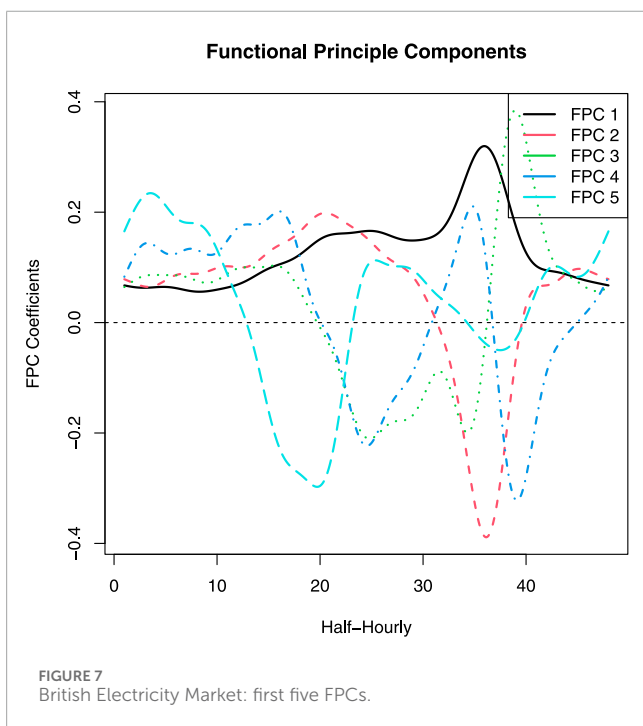 Functional Principle Components
0.4
0.2
0.0
−0.2
−0.4
FPC Coefficients
FPC 1
FPC 2
FPC 3
FPC 4
FPC 5
0 10 20 30 40
Half−Hourly
FIGURE 7
British Electricity Market: first five FPCs.